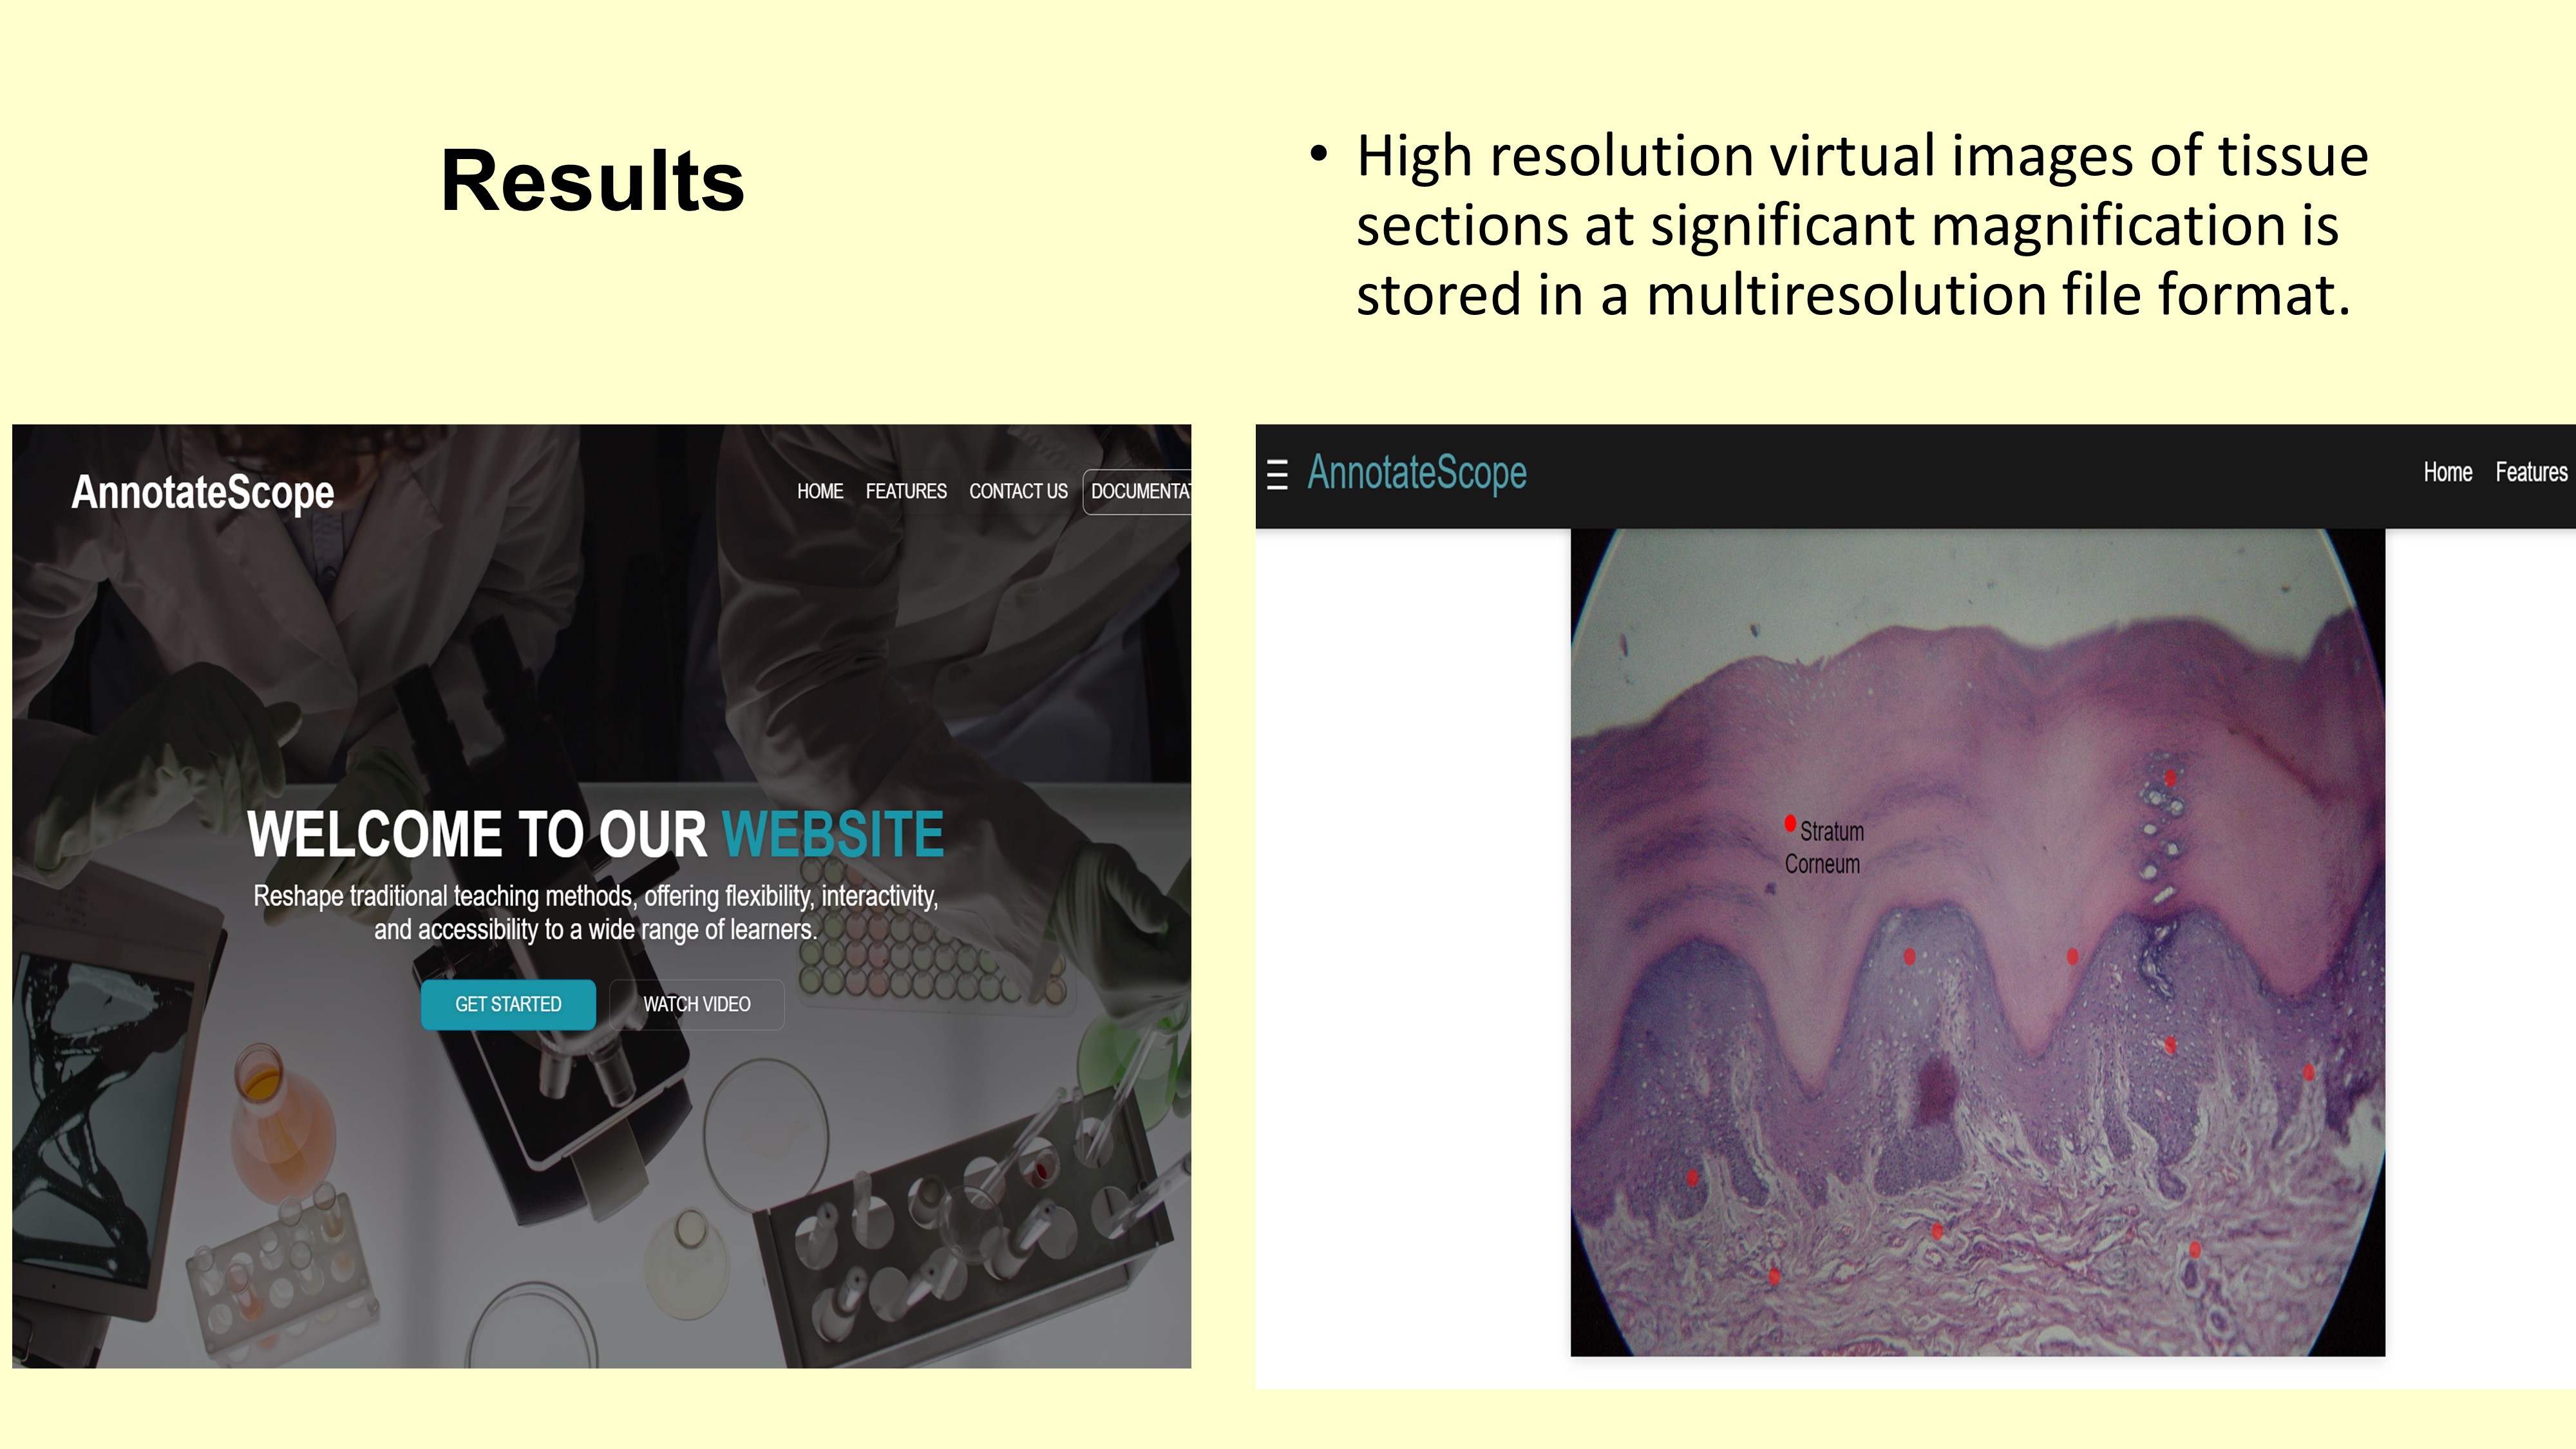 Results
• High resolution virtual images of tissue
sections at significant magnification is
stored in a multiresolution file format.
AnnotateScope
HOME FEATURES CONTACT US DOCUMENTAT
WELCOME TO OUR WEBSITE
Reshape traditional teaching methods, offering flexibility, interactivity,
and accessibility to a wide range of learners.
GET STARTED WATCH VIDEO
AnnotateScope
Home Features
Stratum
Corneum